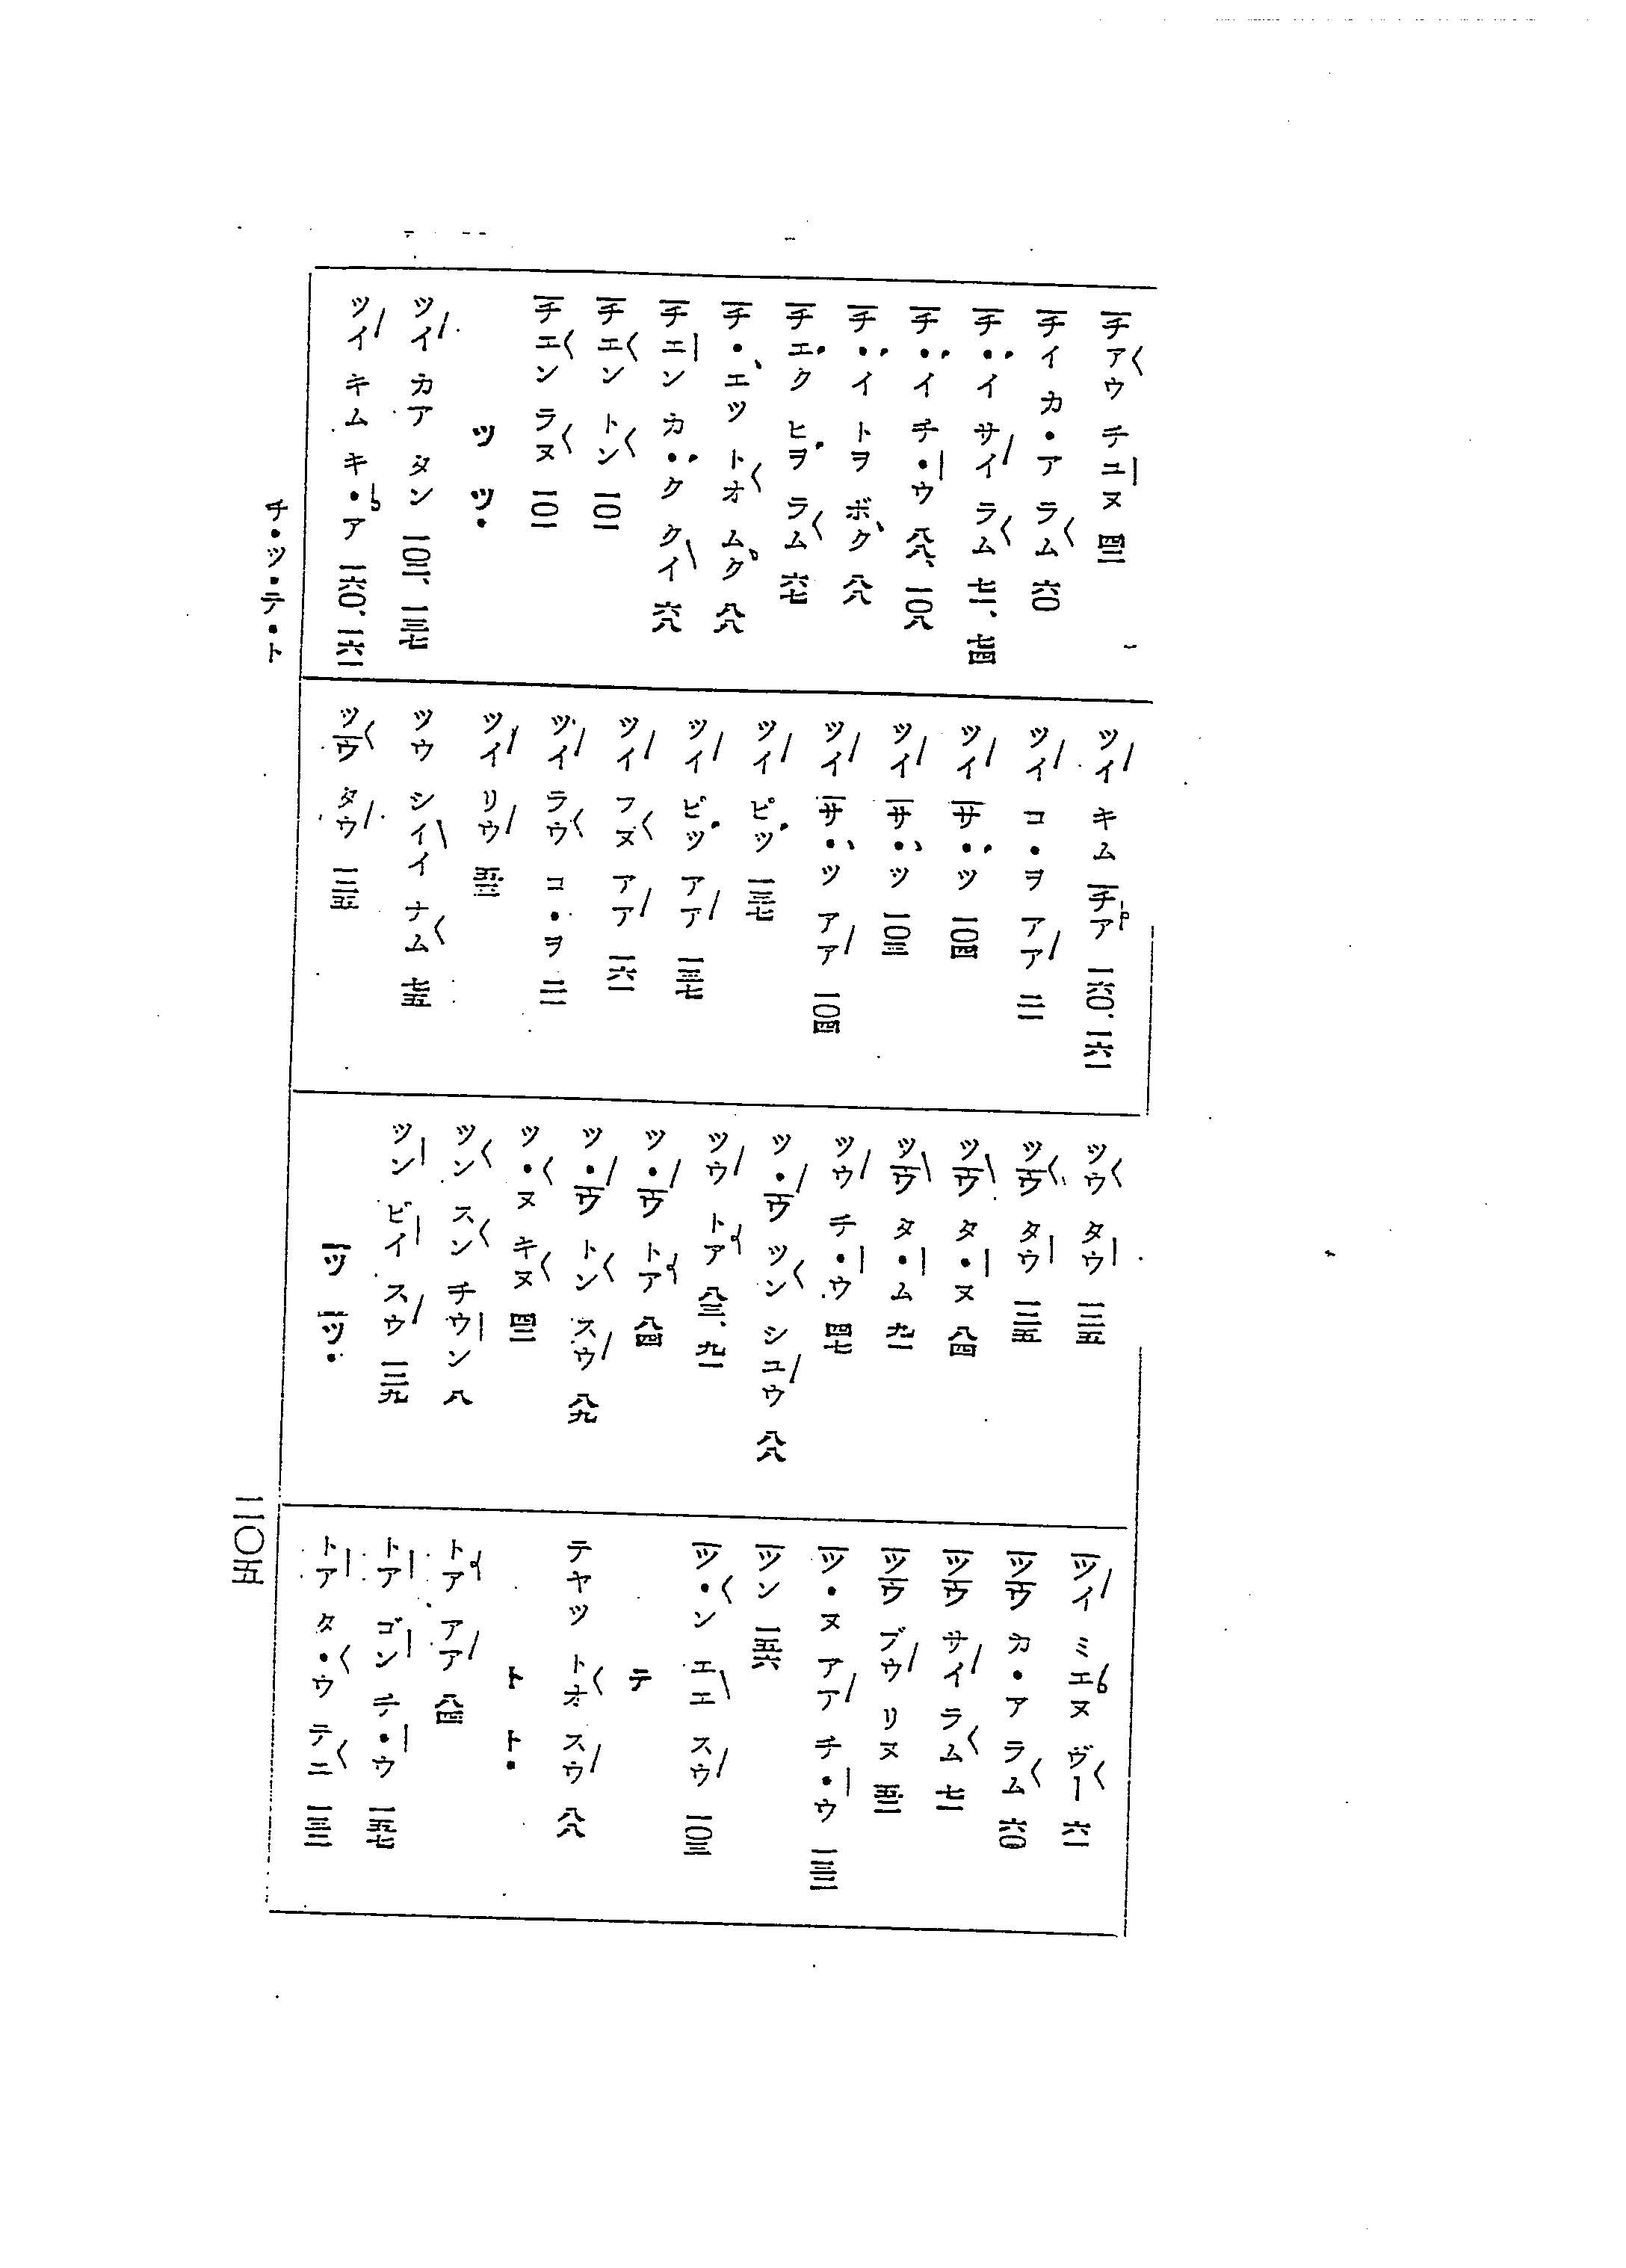 チアウ チユヌ 四三
チイ カ・ア ラム 六〇
チ・イ サイ ラム 七一、七四
チ・イ チ・ウ 八八、一〇八
チ・イ トヲ ボク 八八
チエク ヒヲ ラム 六七
チ・エツ トオ ムク 八八
チエン カ・ク クイ 六八
チエン トン 一〇一
チエン ラヌ 一〇一
ツ ツ・
ツイ カア タン 一〇三、一三七
ツイ キム キ・ア 一六〇、一六一
ツイ キム チア 一六〇、一六一
ツイ コ・ヲ アア 二一
ツイ サ・ツ 一〇四
ツイ サ・ツ 一〇三
ツイ サ・ツ アア 一〇四
ツイ ピツ 一三七
ツイ ピツ アア 一三七
ツイ フヌ アア 一六一
ツイ ラウ コ・ヲ 二一
ツイ リウ 五三
ツウ シイイ ナム 七五
ツウ タウ 一三五
ツウ タウ 一三五
ツウ タウ 一三五
ツウ タ・ヌ 八四
ツウ タ・ム 九一
ツウ チ・ウ 四七
ツ・ウ ツン シユウ 八八
ツウ トア 八三、九一
ツ・ウ トア 八四
ツ・ウ トン スウ 八九
ツ・ヌ キヌ 四三
ツン スン チウン 八
ツン ビイ スウ 一三九
ツ ツ・
ツイ ミエヌ ヴー 六一
ツウ カ・ア ラム 六〇
ツウ サイ ラム 七一
ツウ ブウ リヌ 五三
ツ・ヌ アア チ・ウ 一三三
ツン 一五六
ツ・ン エエ スウ 一〇三
テ
テヤツ トオ スウ 八八
ト ト・
トア アア 八四
トア ゴン チ・ウ 一五七
トア タ・ウ テニ 一三三
チ・ツ・テ・ト
二〇五